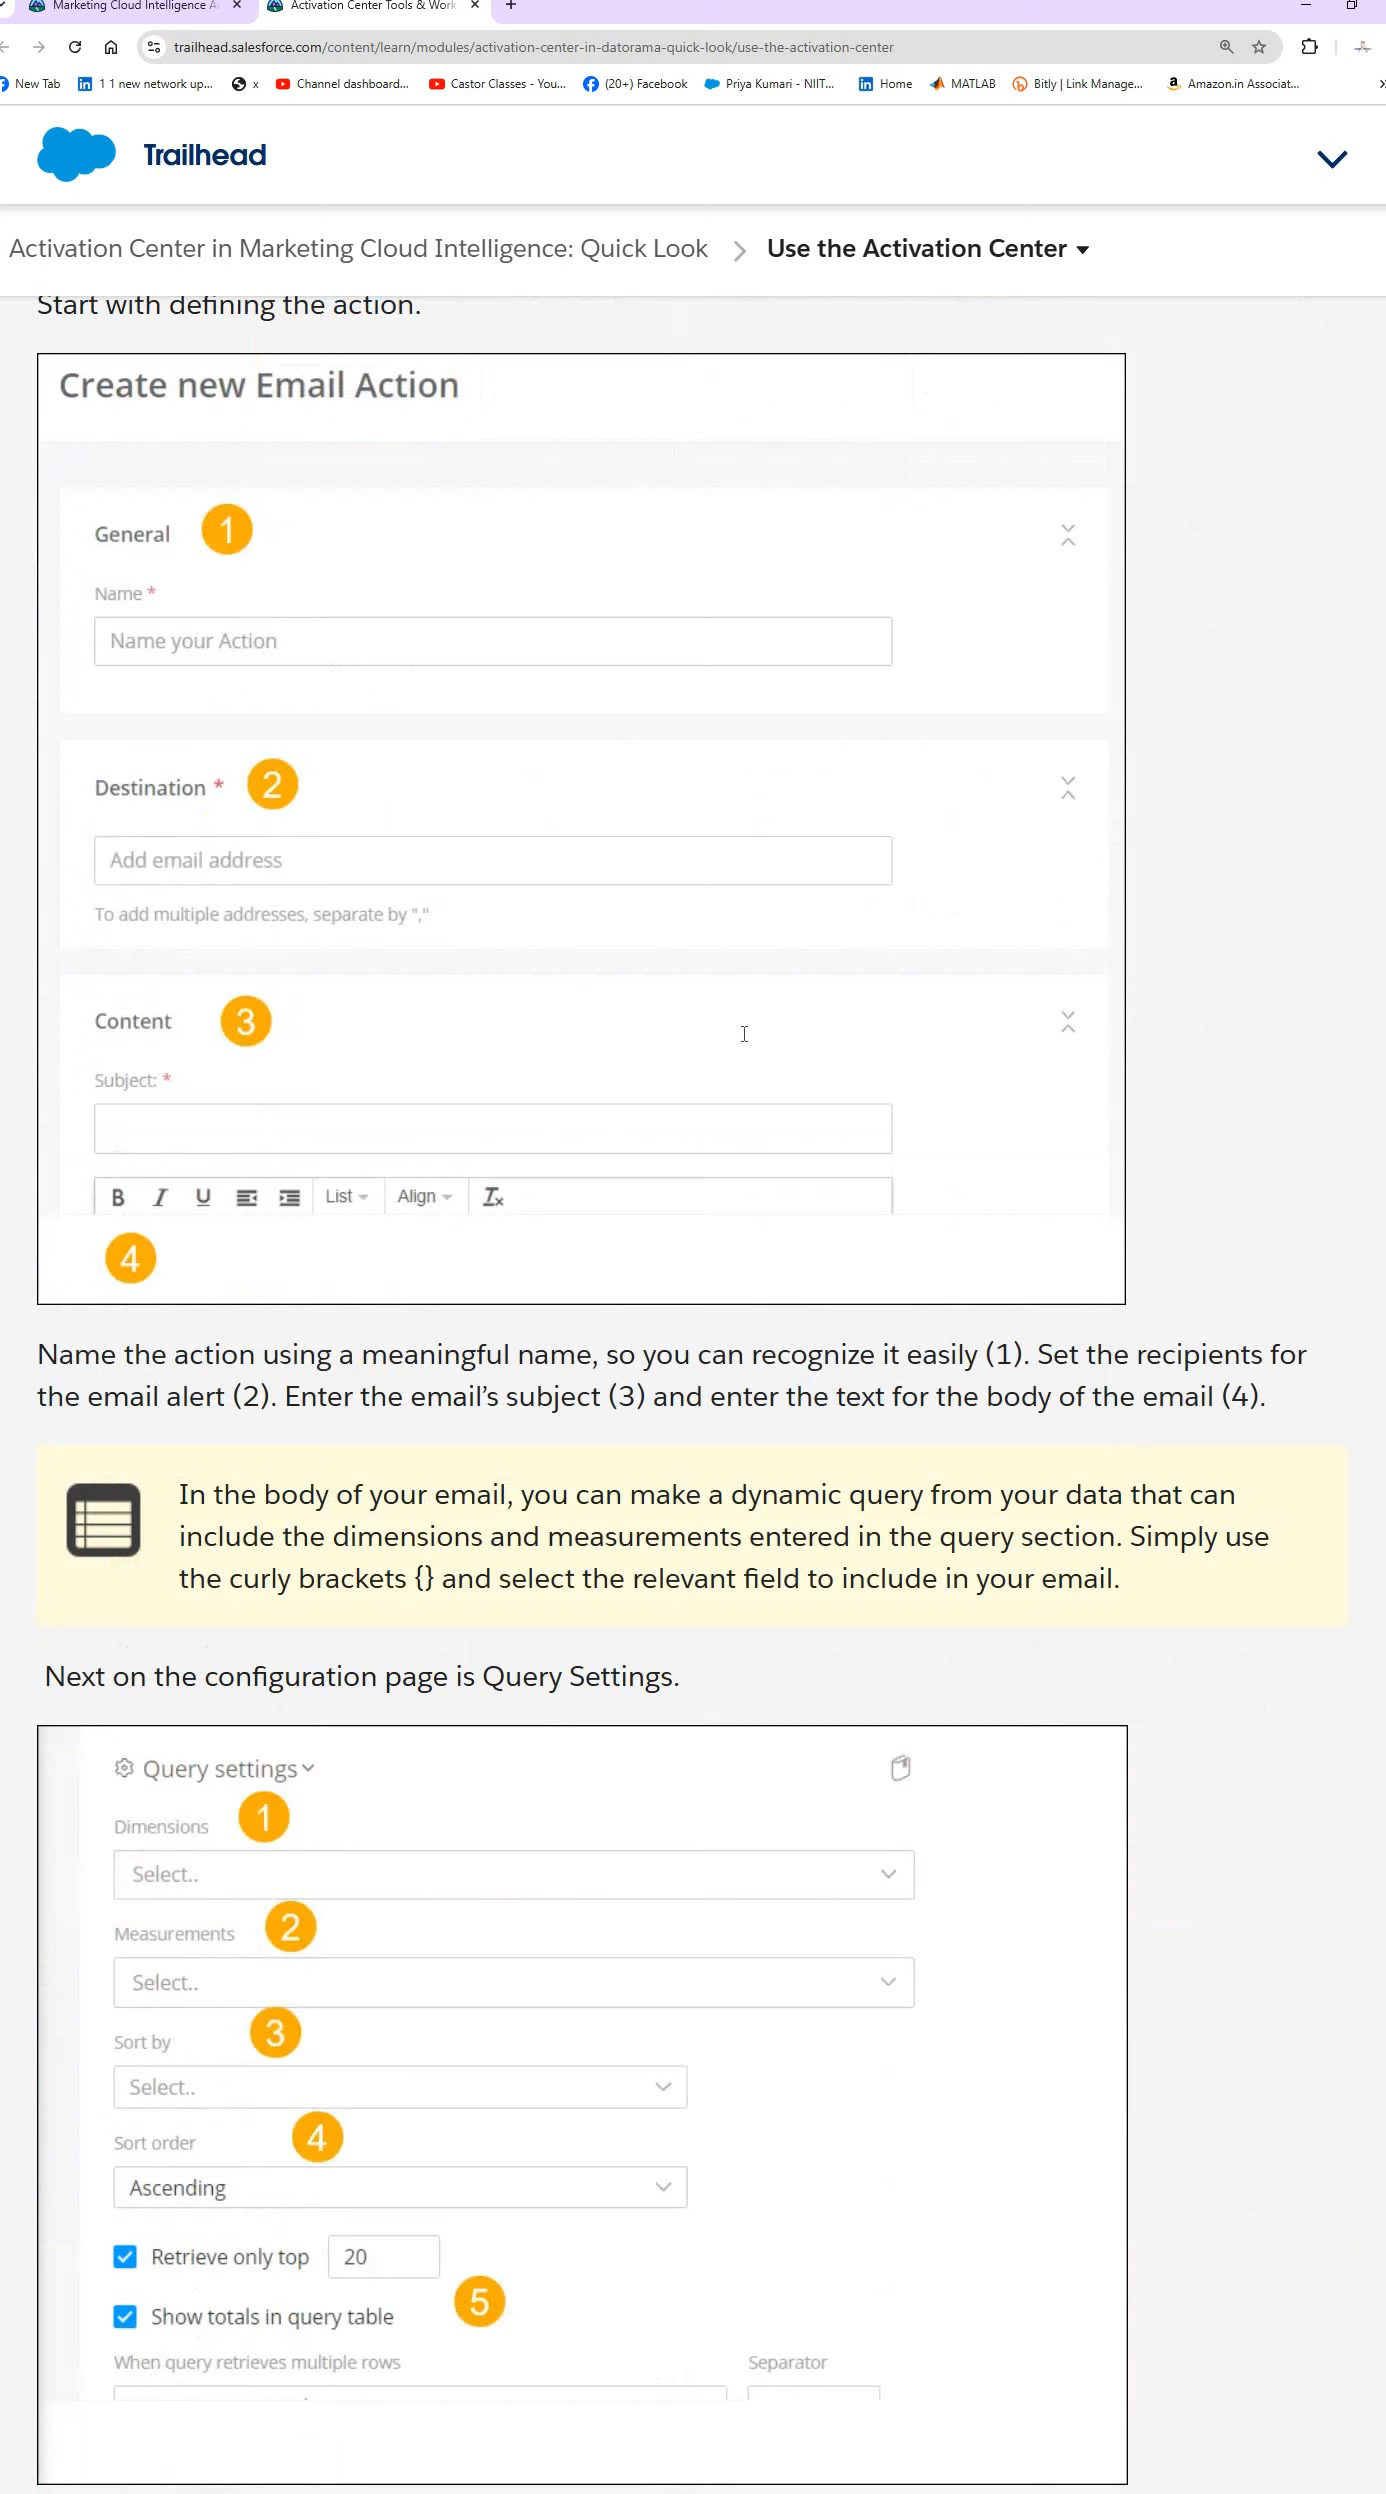 Marketing Cloud Intelligence A
Activation Center Tools & Work
trailhead.salesforce.com/content/learn/modules/activation-center-in-datorama-quick-look/use-the-activation-center
New Tab
1 1 new network up...
x
Channel dashboard...
Castor Classes - You...
(20+) Facebook
Priya Kumari - NIIT...
Home
MATLAB
Bitly | Link Manage...
Amazon.in Associat...
Trailhead
Activation Center in Marketing Cloud Intelligence: Quick Look
Use the Activation Center
Start with defining the action.
Create new Email Action
General 1
Name *
Name your Action
Destination * 2
Add email address
To add multiple addresses, separate by ","
Content 3
Subject: *
B I U List Align Tx
4
Name the action using a meaningful name, so you can recognize it easily (1). Set the recipients for
the email alert (2). Enter the email’s subject (3) and enter the text for the body of the email (4).
In the body of your email, you can make a dynamic query from your data that can
include the dimensions and measurements entered in the query section. Simply use
the curly brackets {} and select the relevant field to include in your email.
Next on the configuration page is Query Settings.
Query settings
Dimensions 1
Select..
Measurements 2
Select..
Sort by 3
Select..
Sort order 4
Ascending
Retrieve only top 20
Show totals in query table 5
When query retrieves multiple rows Separator